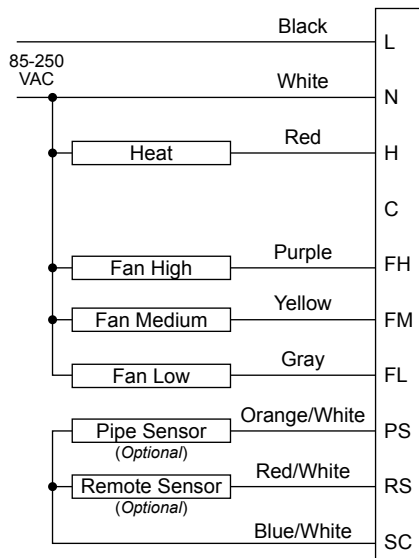 Black
L
85-250
VAC
White
N
Heat
Red
H
C
Fan High
Purple
FH
Fan Medium
Yellow
FM
Fan Low
Gray
FL
Pipe Sensor
(Optional)
Orange/White
PS
Remote Sensor
(Optional)
Red/White
RS
Blue/White
SC